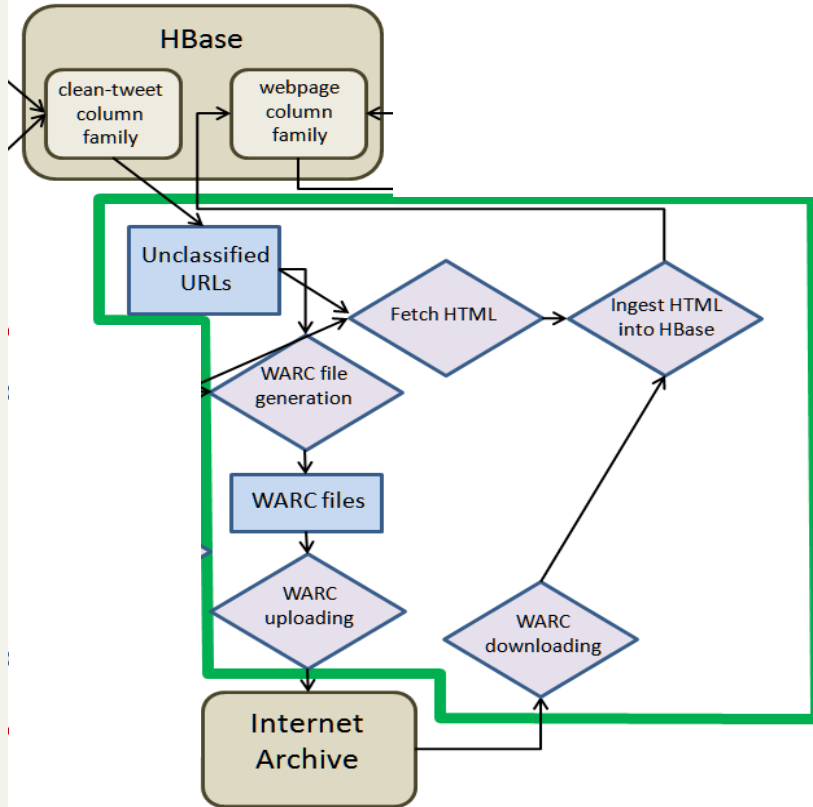 HBase
clean-tweet
column
family
webpage
column
family
Unclassified
URLs
Fetch HTML
Ingest HTML
into HBase
WARC file
generation
WARC files
WARC
uploading
WARC
downloading
Internet
Archive